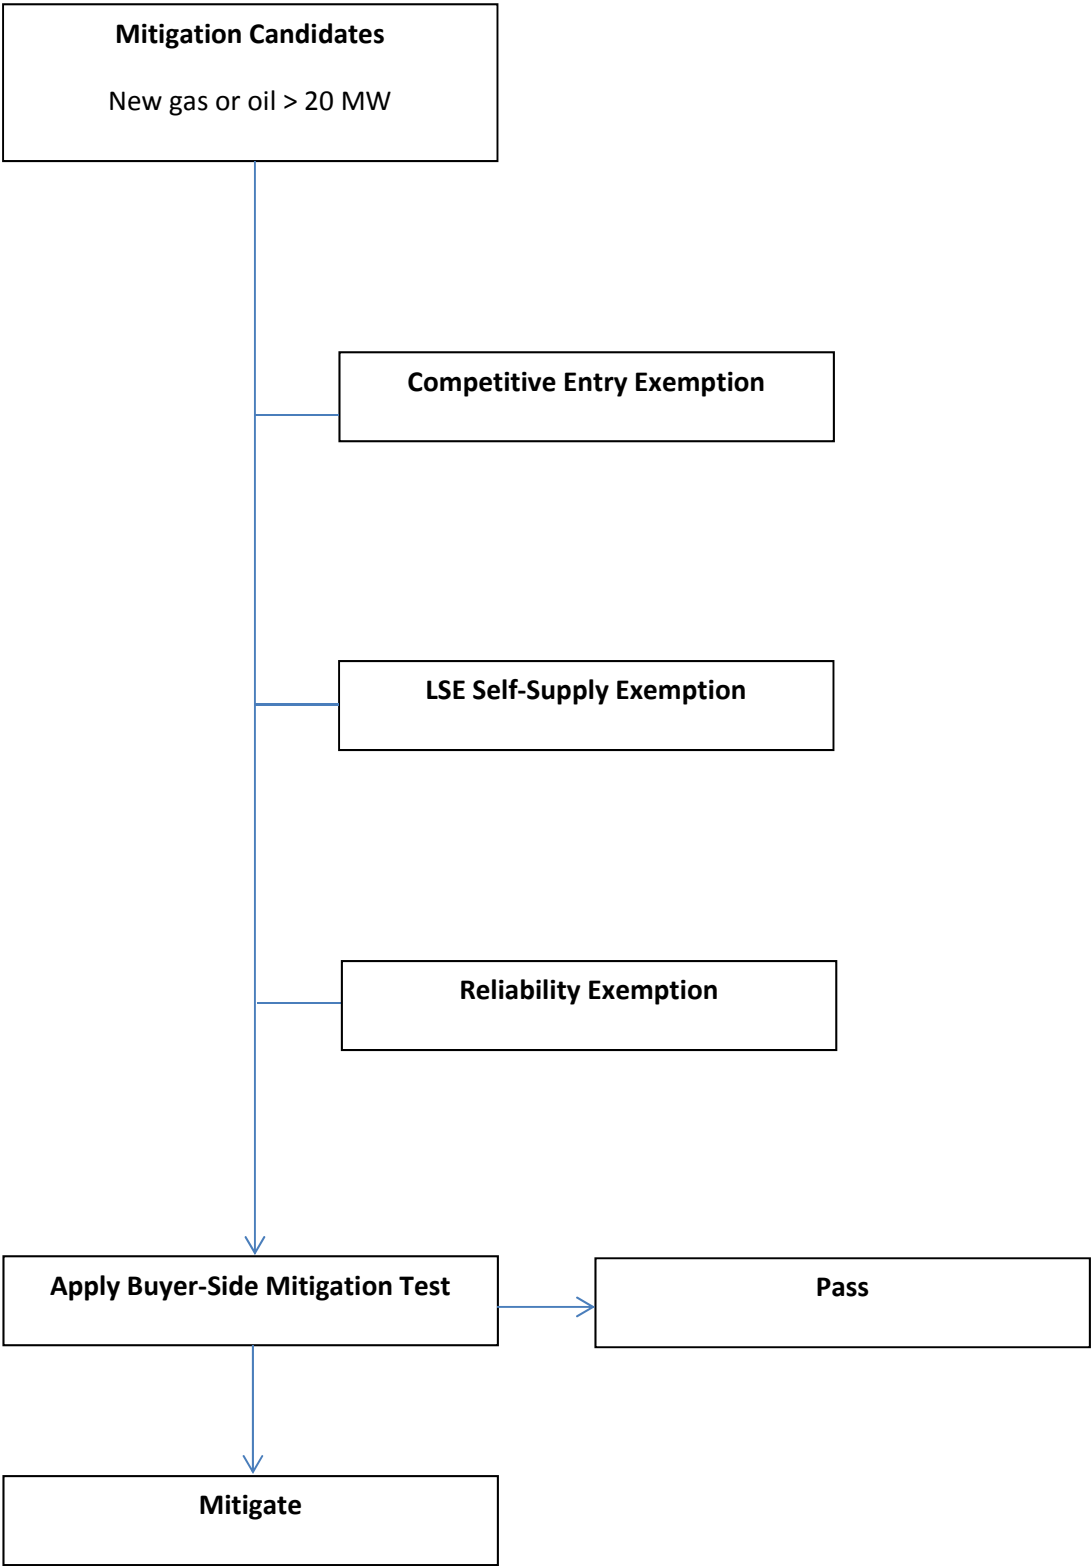 Mitigation Candidates
New gas or oil > 20 MW
Competitive Entry Exemption
LSE Self-Supply Exemption
Reliability Exemption
Apply Buyer-Side Mitigation Test
Pass
Mitigate